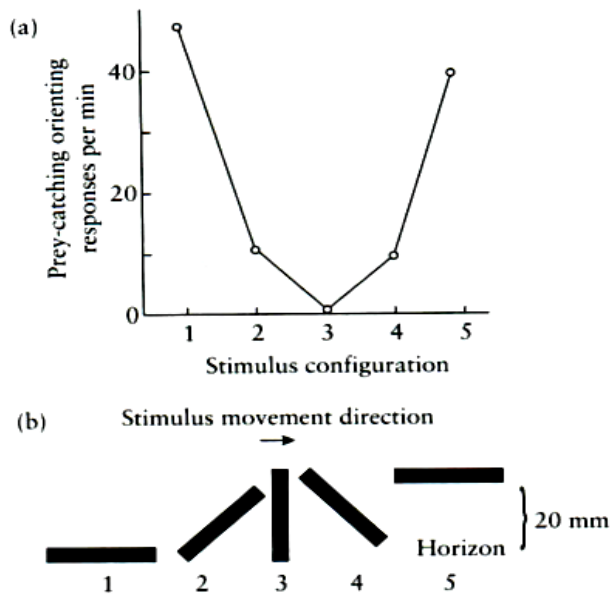 (a)
Prey-catching orienting
responses per min
40
20
0
1 2 3 4 5
Stimulus configuration
(b)
Stimulus movement direction
Horizon
20 mm
1 2 3 4 5